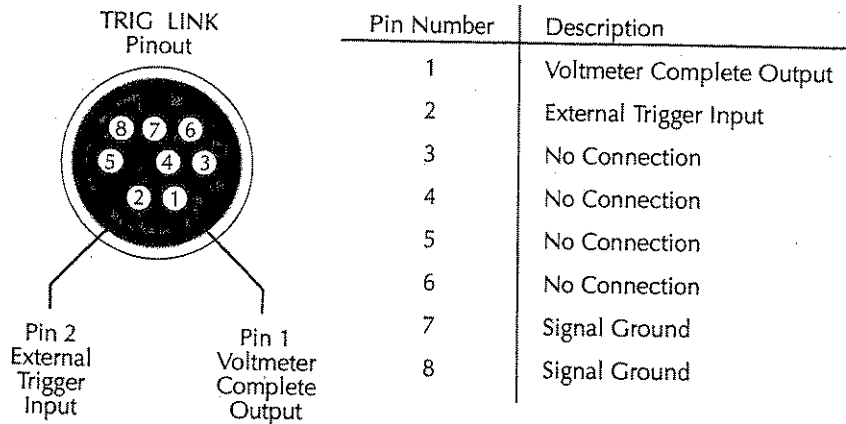 TRIG LINK
Pinout
8 7 6
5 4 3
2 1
Pin 2
External
Trigger
Input
Pin 1
Voltmeter
Complete
Output
Pin Number Description
1 Voltmeter Complete Output
2 External Trigger Input
3 No Connection
4 No Connection
5 No Connection
6 No Connection
7 Signal Ground
8 Signal Ground